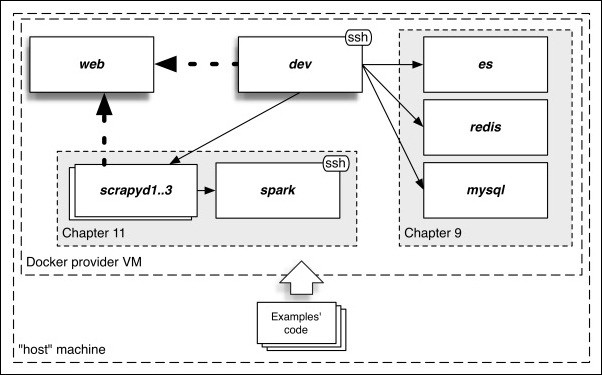 ssh
web
dev
es
redis
ssh
scrapyd1..3
spark
mysql
Chapter 11
Chapter 9
Docker provider VM
Examples'
code
"host" machine